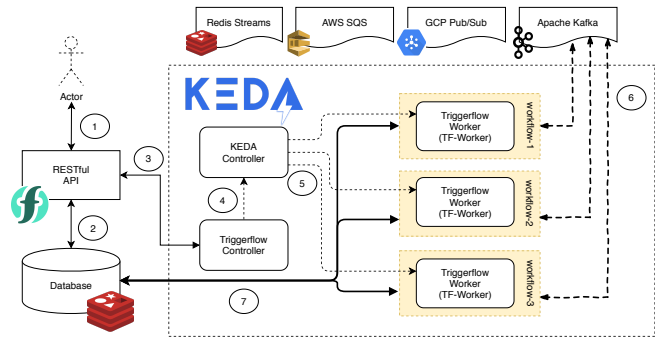 Redis Streams
AWS SQS
GCP Pub/Sub
Apache Kafka
KEDA
Actor
1
RESTful
API
2
Database
3
KEDA
Controller
4
Triggerflow
Controller
5
6
7
Triggerflow
Worker
(TF-Worker)
workflow-1
Triggerflow
Worker
(TF-Worker)
workflow-2
Triggerflow
Worker
(TF-Worker)
workflow-3